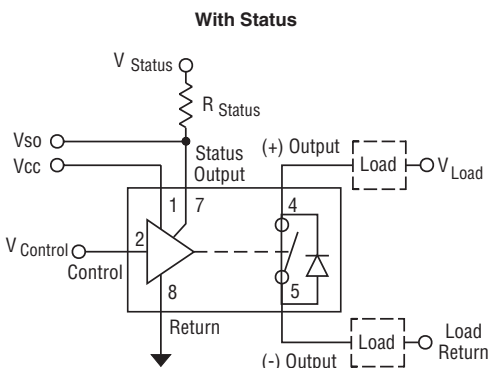 With Status
V Status
R Status
Vso
Vcc
Status
Output
(+) Output
Load
V Load
1 7
4
V Control
2
Control
8
5
Return
Load
Load
Return
(-) Output